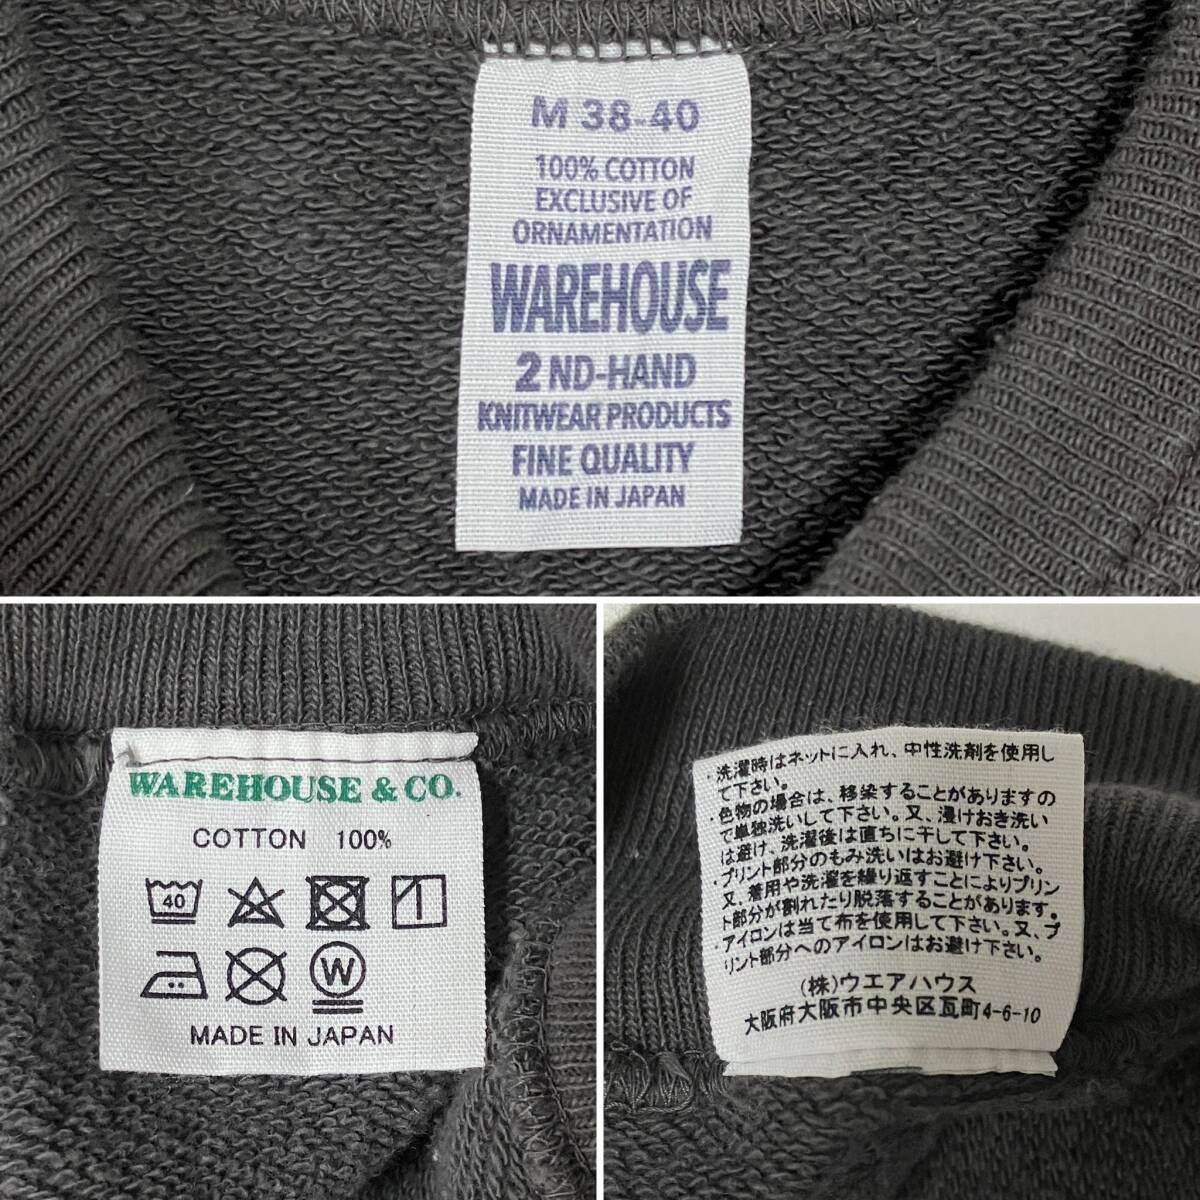 M 38-40
100% COTTON
EXCLUSIVE OF
ORNAMENTATION
WAREHOUSE
2 ND-HAND
KNITWEAR PRODUCTS
FINE QUALITY
MADE IN JAPAN
WAREHOUSE & CO.
COTTON 100%
40
W
MADE IN JAPAN
・洗濯時はネットに入れ、中性洗剤を使用し
て下さい。
・色物の場合は、移染することがありますの
で単独洗いして下さい。又、浸けおき洗い
は避け、洗濯後は直ちに干して下さい。
・プリント部分のもみ洗いはお避け下さい。
又、着用や洗濯を繰り返すことによりプリン
ト部分が割れたり脱落することがあります。
・アイロンは当て布を使用して下さい。又、プ
リント部分へのアイロンはお避け下さい。
(株)ウエアハウス
大阪府大阪市中央区瓦町4-6-10